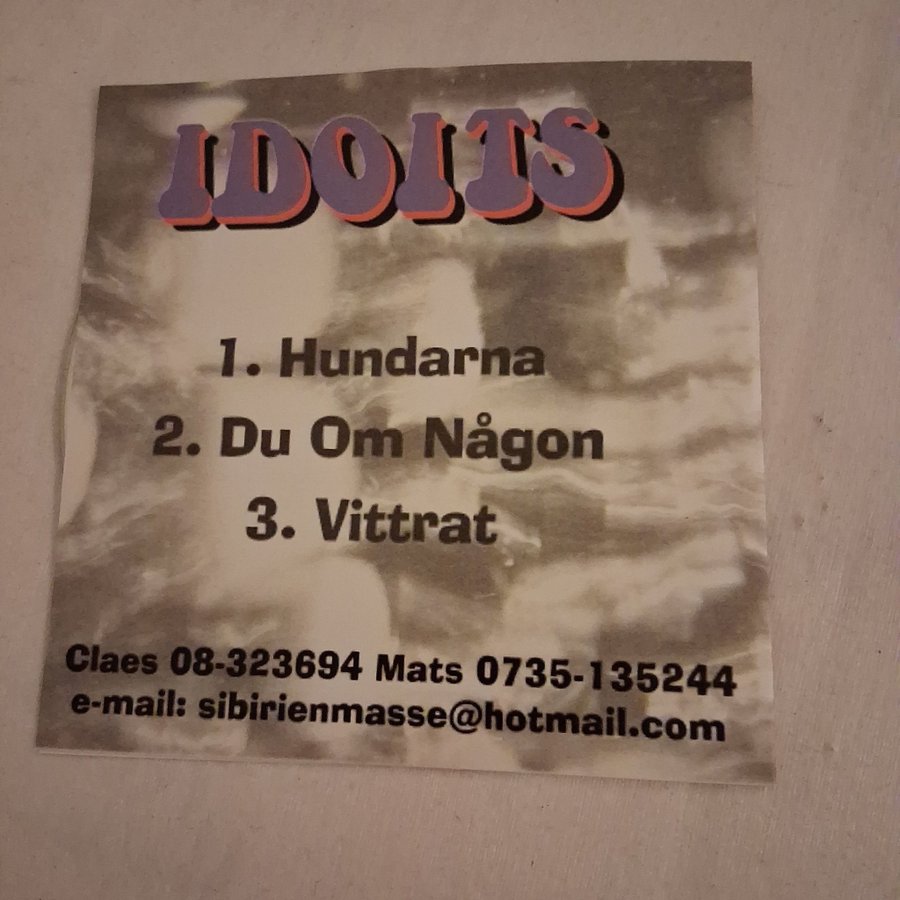 IDOITS
1. Hundarna
2. Du Om Någon
3. Vittrat
Claes 08-323694 Mats 0735-135244
e-mail: sibirienmasse@hotmail.com